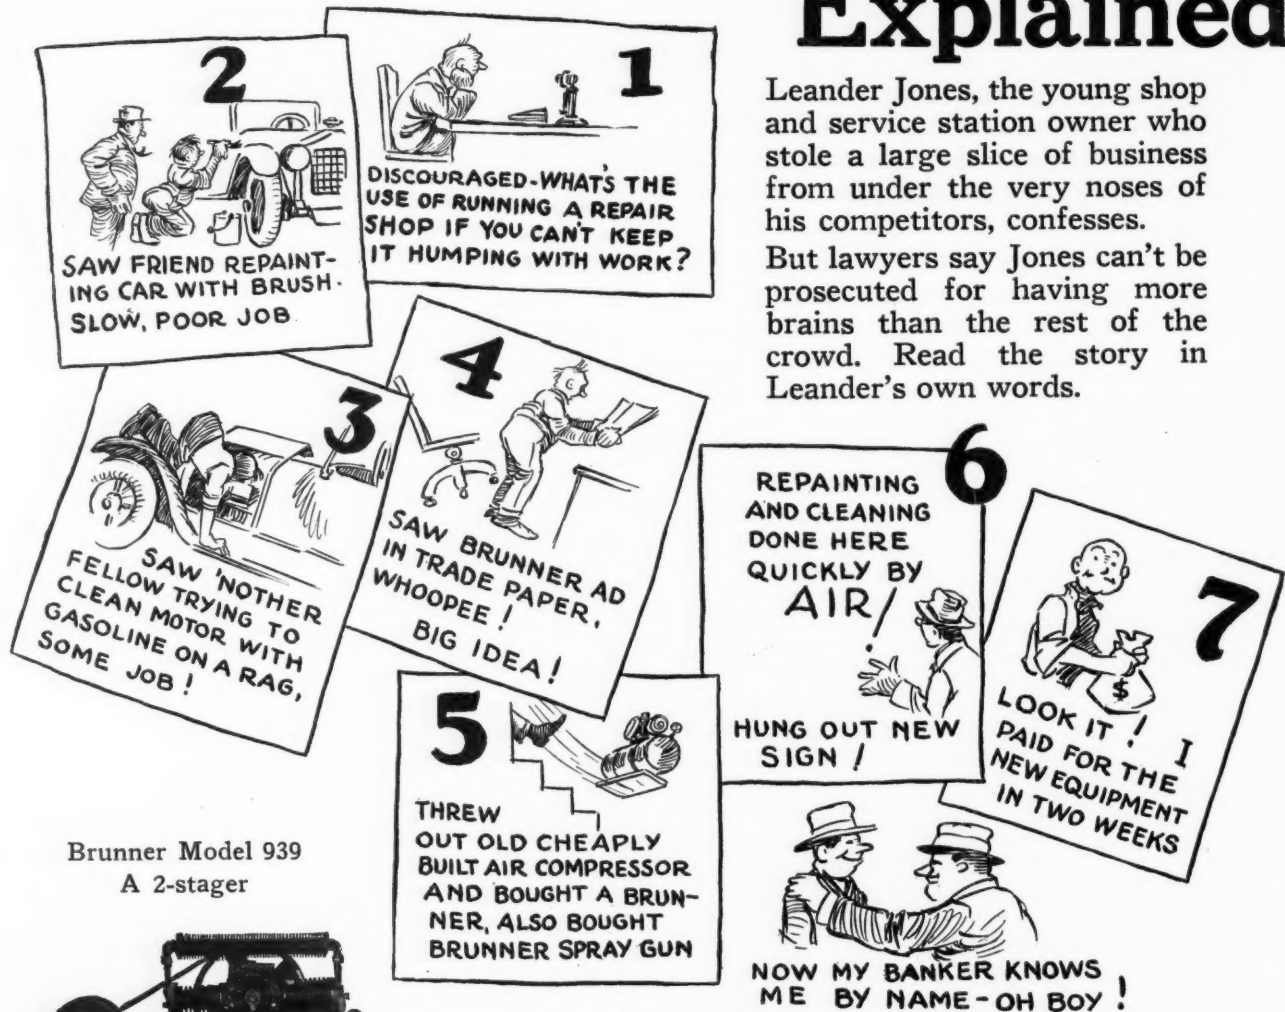 Explained
Leander Jones, the young shop
and service station owner who
stole a large slice of business
from under the very noses of
his competitors, confesses.
But lawyers say Jones can't be
prosecuted for having more
brains than the rest of the
crowd. Read the story in
Leander's own words.
1
DISCOURAGED-WHAT'S THE
USE OF RUNNING A REPAIR
SHOP IF YOU CAN'T KEEP
IT HUMPING WITH WORK?
2
SAW FRIEND REPAINT-
ING CAR WITH BRUSH.
SLOW, POOR JOB
3
SAW 'NOTHER
FELLOW TRYING TO
CLEAN MOTOR WITH
GASOLINE ON A RAG,
SOME JOB!
4
SAW BRUNNER AD
IN TRADE PAPER,
WHOOPEE!
BIG IDEA!
5
THREW
OUT OLD CHEAPLY
BUILT AIR COMPRESSOR
AND BOUGHT A BRUN-
NER, ALSO BOUGHT
BRUNNER SPRAY GUN
6
REPAINTING
AND CLEANING
DONE HERE
QUICKLY BY
AIR!
HUNG OUT NEW
SIGN!
7
$
LOOK IT! I
PAID FOR THE
NEW EQUIPMENT
IN TWO WEEKS
NOW MY BANKER KNOWS
ME BY NAME-OH BOY!
Brunner Model 939
A 2-stager